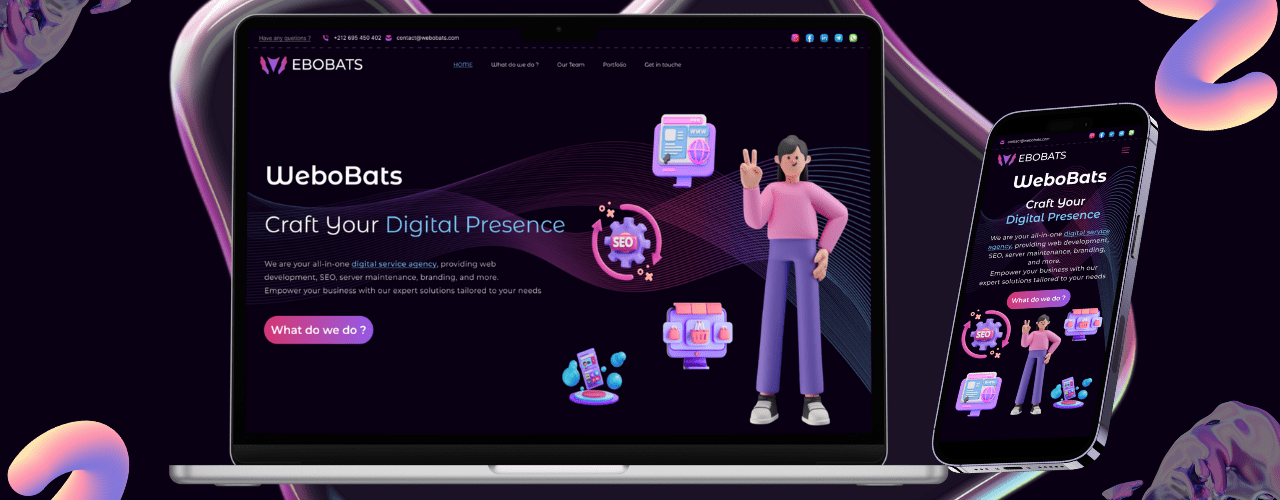 Have any quetions ?
+212 695 450 402
contact@webobats.com
EBOBATS
HOME
What do we do ?
Our Team
Portfolio
Get in touche
WeboBats
Craft Your Digital Presence
We are your all-in-one digital service agency, providing web
development, SEO, server maintenance, branding, and more.
Empower your business with our expert solutions tailored to your needs
What do we do ?
WWW
SEO
contact@webobats.com
EBOBATS
WeboBats
Craft Your
Digital Presence
We are your all-in-one digital service
agency, providing web development,
SEO, server maintenance, branding,
and more.
Empower your business with our
expert solutions tailored to your needs
What do we do ?
SEO
WWW